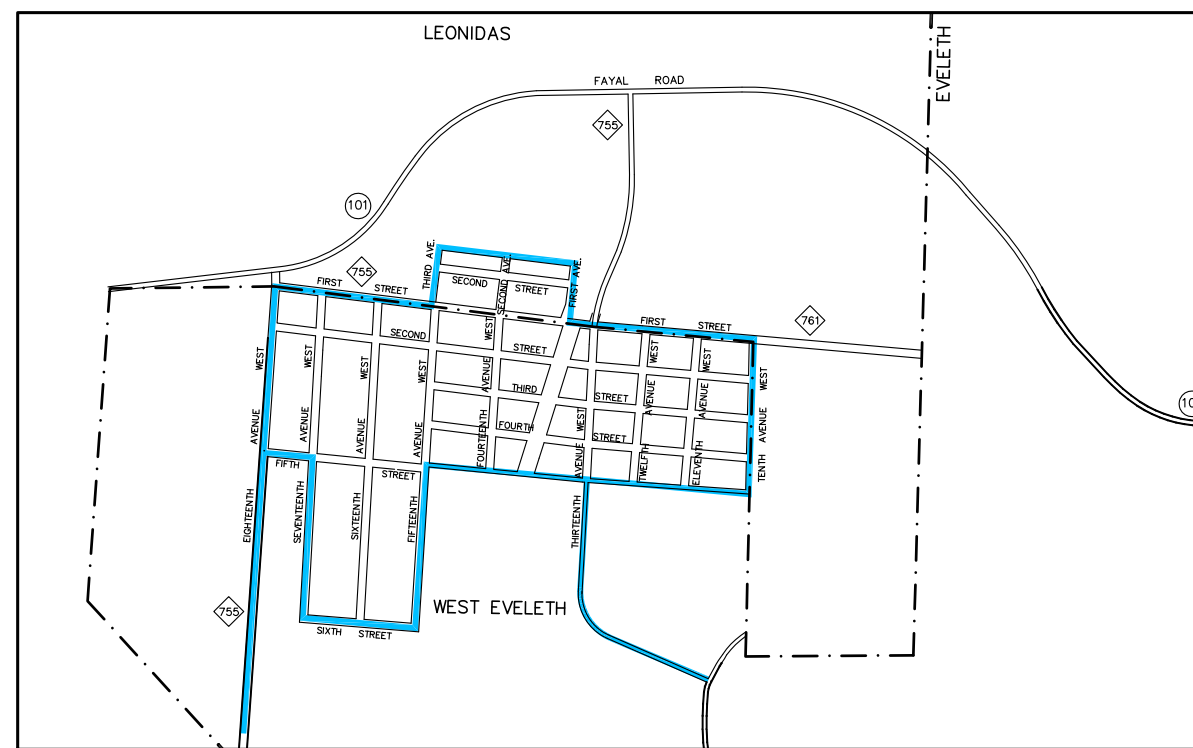 LEONIDAS
EVELETH
FAYAL ROAD
755
101
THIRD AVE.
SECOND AVE.
FIRST AVE.
755
SECOND STREET
FIRST STREET
FIRST STREET
761
10
SECOND STREET
THIRD STREET
FOURTH STREET
FIFTH STREET
SIXTH STREET
EIGHTEENTH AVENUE WEST
SEVENTEENTH AVENUE WEST
SIXTEENTH AVENUE WEST
FIFTEENTH AVENUE WEST
FOURTEENTH AVENUE WEST
THIRTEENTH AVENUE WEST
TWELFTH AVENUE WEST
ELEVENTH AVENUE WEST
TENTH AVENUE WEST
755
WEST EVELETH